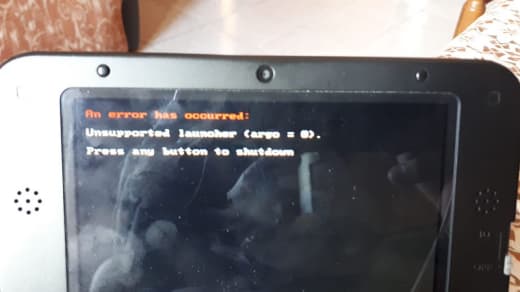 An error has occurred:
Unsupported launcher (argc = 0).
Press any button to shutdown